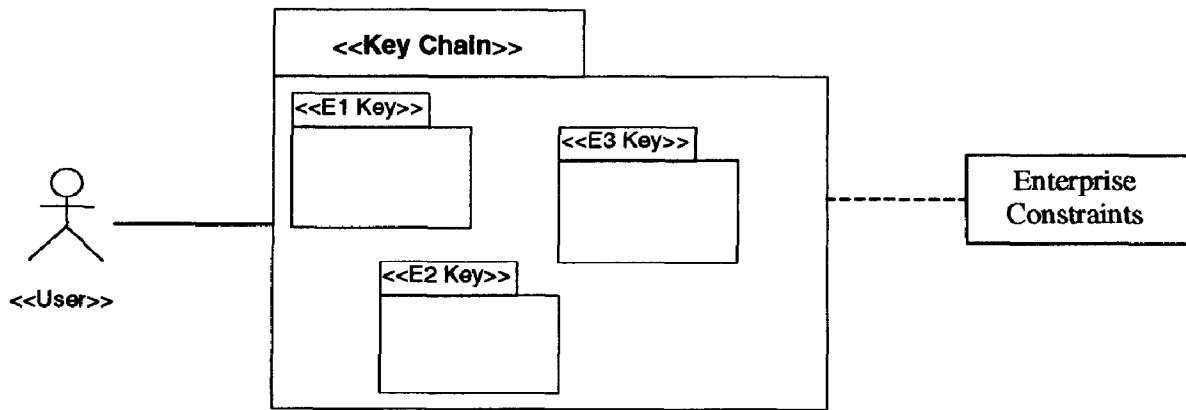 <<Key Chain>>
<<E1 Key>>
<<E3 Key>>
<<E2 Key>>
<<User>>
Enterprise
Constraints